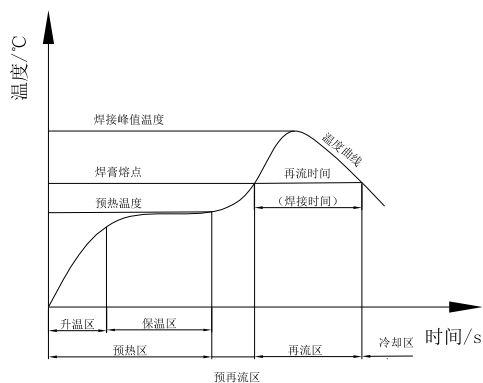 温度/℃
焊接峰值温度
温度曲线
焊膏熔点
再流时间
预热温度
（焊接时间）
升温区
保温区
时间/s
冷却区
预热区
再流区
预再流区